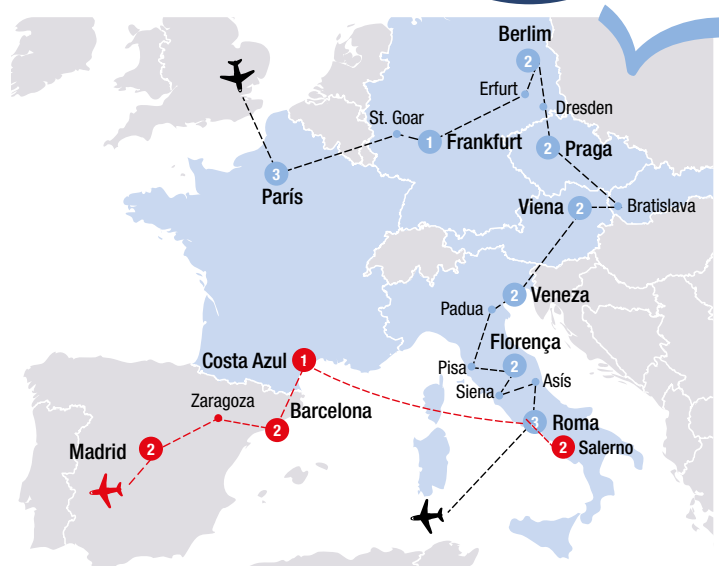 Berlim
2
Erfurt
Dresden
St. Goar
1
Frankfurt
2
Praga
3
París
Viena
2
Bratislava
2
Veneza
Padua
Florença
Costa Azul
1
Pisa
2
Asís
Siena
Zaragoza
Barcelona
2
3
Roma
Madrid
2
2
Salerno